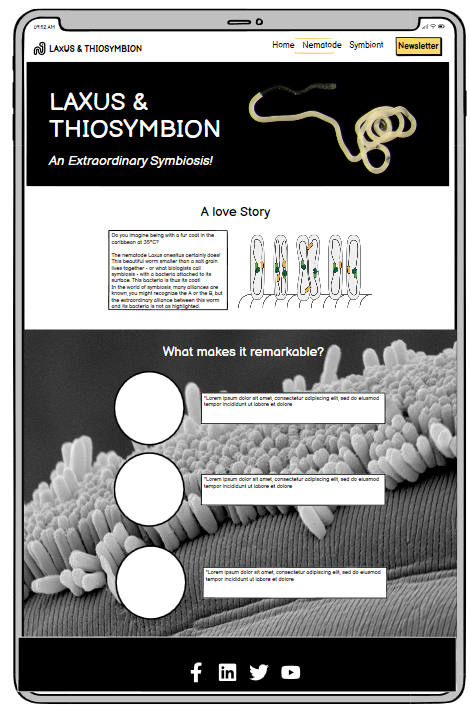 09:52 AM
LAXUS & THIOSYMBION
Home Nematode Symbiont Newsletter
LAXUS &
THIOSYMBION
An Extraordinary Symbiosis!
A love Story
Do you imagine being with a fur coat in the
caribbean at 35°C?
The nematode Laxus oneistus certainly does!
This beautiful worm smaller than a salt grain
lives together - or what biologists call
symbiosis - with a bacteria attached to its
surface. This bacteria is thus its coat!
In the world of symbiosis, many alliances are
known, you might recognize the A or the B, but
the extraordinary alliance between this worm
and its bacteria is not as highlighted.
What makes it remarkable?
"Lorem ipsum dolor sit amet, consectetur adipiscing elit, sed do eiusmod
tempor incididunt ut labore et dolore
"Lorem ipsum dolor sit amet, consectetur adipiscing elit, sed do eiusmod
tempor incididunt ut labore et dolore
"Lorem ipsum dolor sit amet, consectetur adipiscing elit, sed do eiusmod
tempor incididunt ut labore et dolore